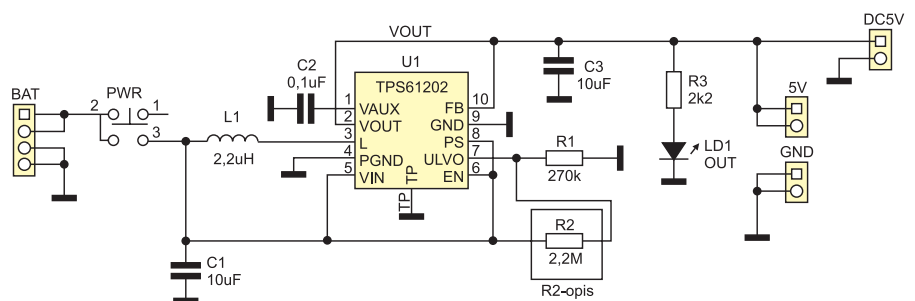 VOUT
DC5V
U1
TPS61202
C2
0,1uF
C3
10uF
R3
2k2
5V
BAT
PWR
2
1
3
L1
2,2uH
1
VAUX
FB
10
2
VOUT
GND
9
3
L
PS
8
4
PGND
ULVO
7
5
VIN
EN
6
TP
TP
R1
270k
LD1
OUT
GND
R2
2,2M
R2-opis
C1
10uF